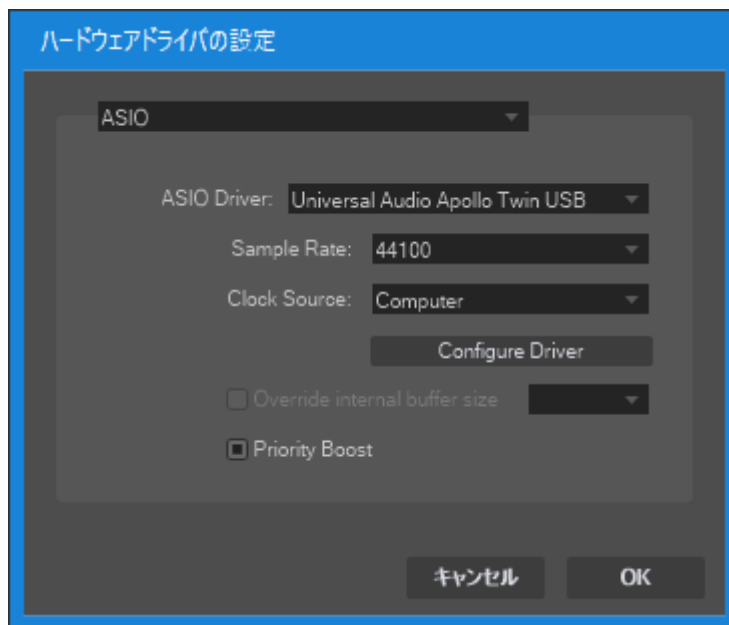 ハードウェアドライバの設定
ASIO
ASIO Driver: Universal Audio Apollo Twin USB
Sample Rate: 44100
Clock Source: Computer
Configure Driver
Override internal buffer size
Priority Boost
キャンセル OK